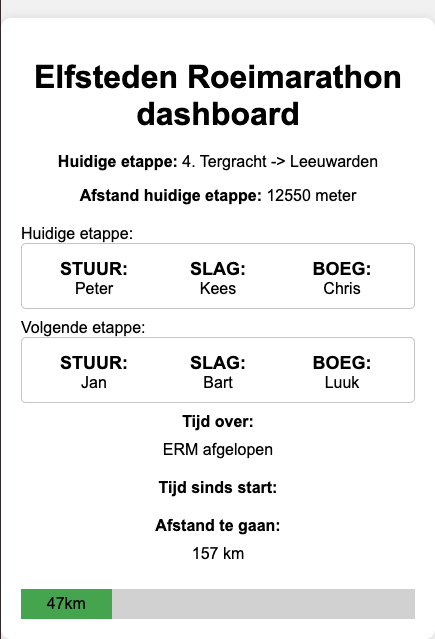 Elfsteden Roeimarathon
dashboard
Huidige etappe: 4. Tergracht -> Leeuwarden
Afstand huidige etappe: 12550 meter
Huidige etappe:
STUUR: SLAG: BOEG:
Peter Kees Chris
Volgende etappe:
STUUR: SLAG: BOEG:
Jan Bart Luuk
Tijd over:
ERM afgelopen
Tijd sinds start:
Afstand te gaan:
157 km
47km